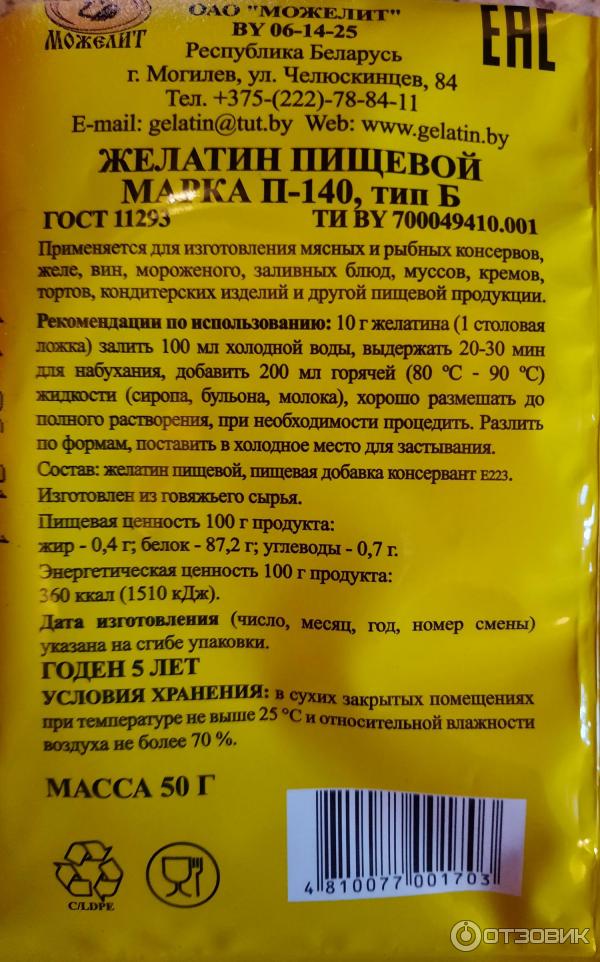 МОЖЕЛИТ
ОАО "МОЖЕЛИТ"
BY 06-14-25
Республика Беларусь
г. Могилев, ул. Челюскинцев, 84
Тел. +375-(222)-78-84-11
E-mail: gelatin@tut.by Web: www.gelatin.by
EAC
ЖЕЛАТИН ПИЩЕВОЙ
МАРКА П-140, тип Б
ГОСТ 11293 ТИ BY 700049410.001
Применяется для изготовления мясных и рыбных консервов,
желе, вин, мороженого, заливных блюд, муссов, кремов,
тортов, кондитерских изделий и другой пищевой продукции.
Рекомендации по использованию: 10 г желатина (1 столовая
ложка) залить 100 мл холодной воды, выдержать 20-30 мин
для набухания, добавить 200 мл горячей (80 ºС - 90 ºС)
жидкости (сиропа, бульона, молока), хорошо размешать до
полного растворения, при необходимости процедить. Разлить
по формам, поставить в холодное место для застывания.
Состав: желатин пищевой, пищевая добавка консервант Е223.
Изготовлен из говяжьего сырья.
Пищевая ценность 100 г продукта:
жир - 0,4 г; белок - 87,2 г; углеводы - 0,7 г.
Энергетическая ценность 100 г продукта:
360 ккал (1510 кДж).
Дата изготовления (число, месяц, год, номер смены)
указана на сгибе упаковки.
ГОДЕН 5 ЛЕТ
УСЛОВИЯ ХРАНЕНИЯ: в сухих закрытых помещениях
при температуре не выше 25 °С и относительной влажности
воздуха не более 70 %.
МАССА 50 Г
C/LDPE
4 810077 001703
ОТЗОВИК